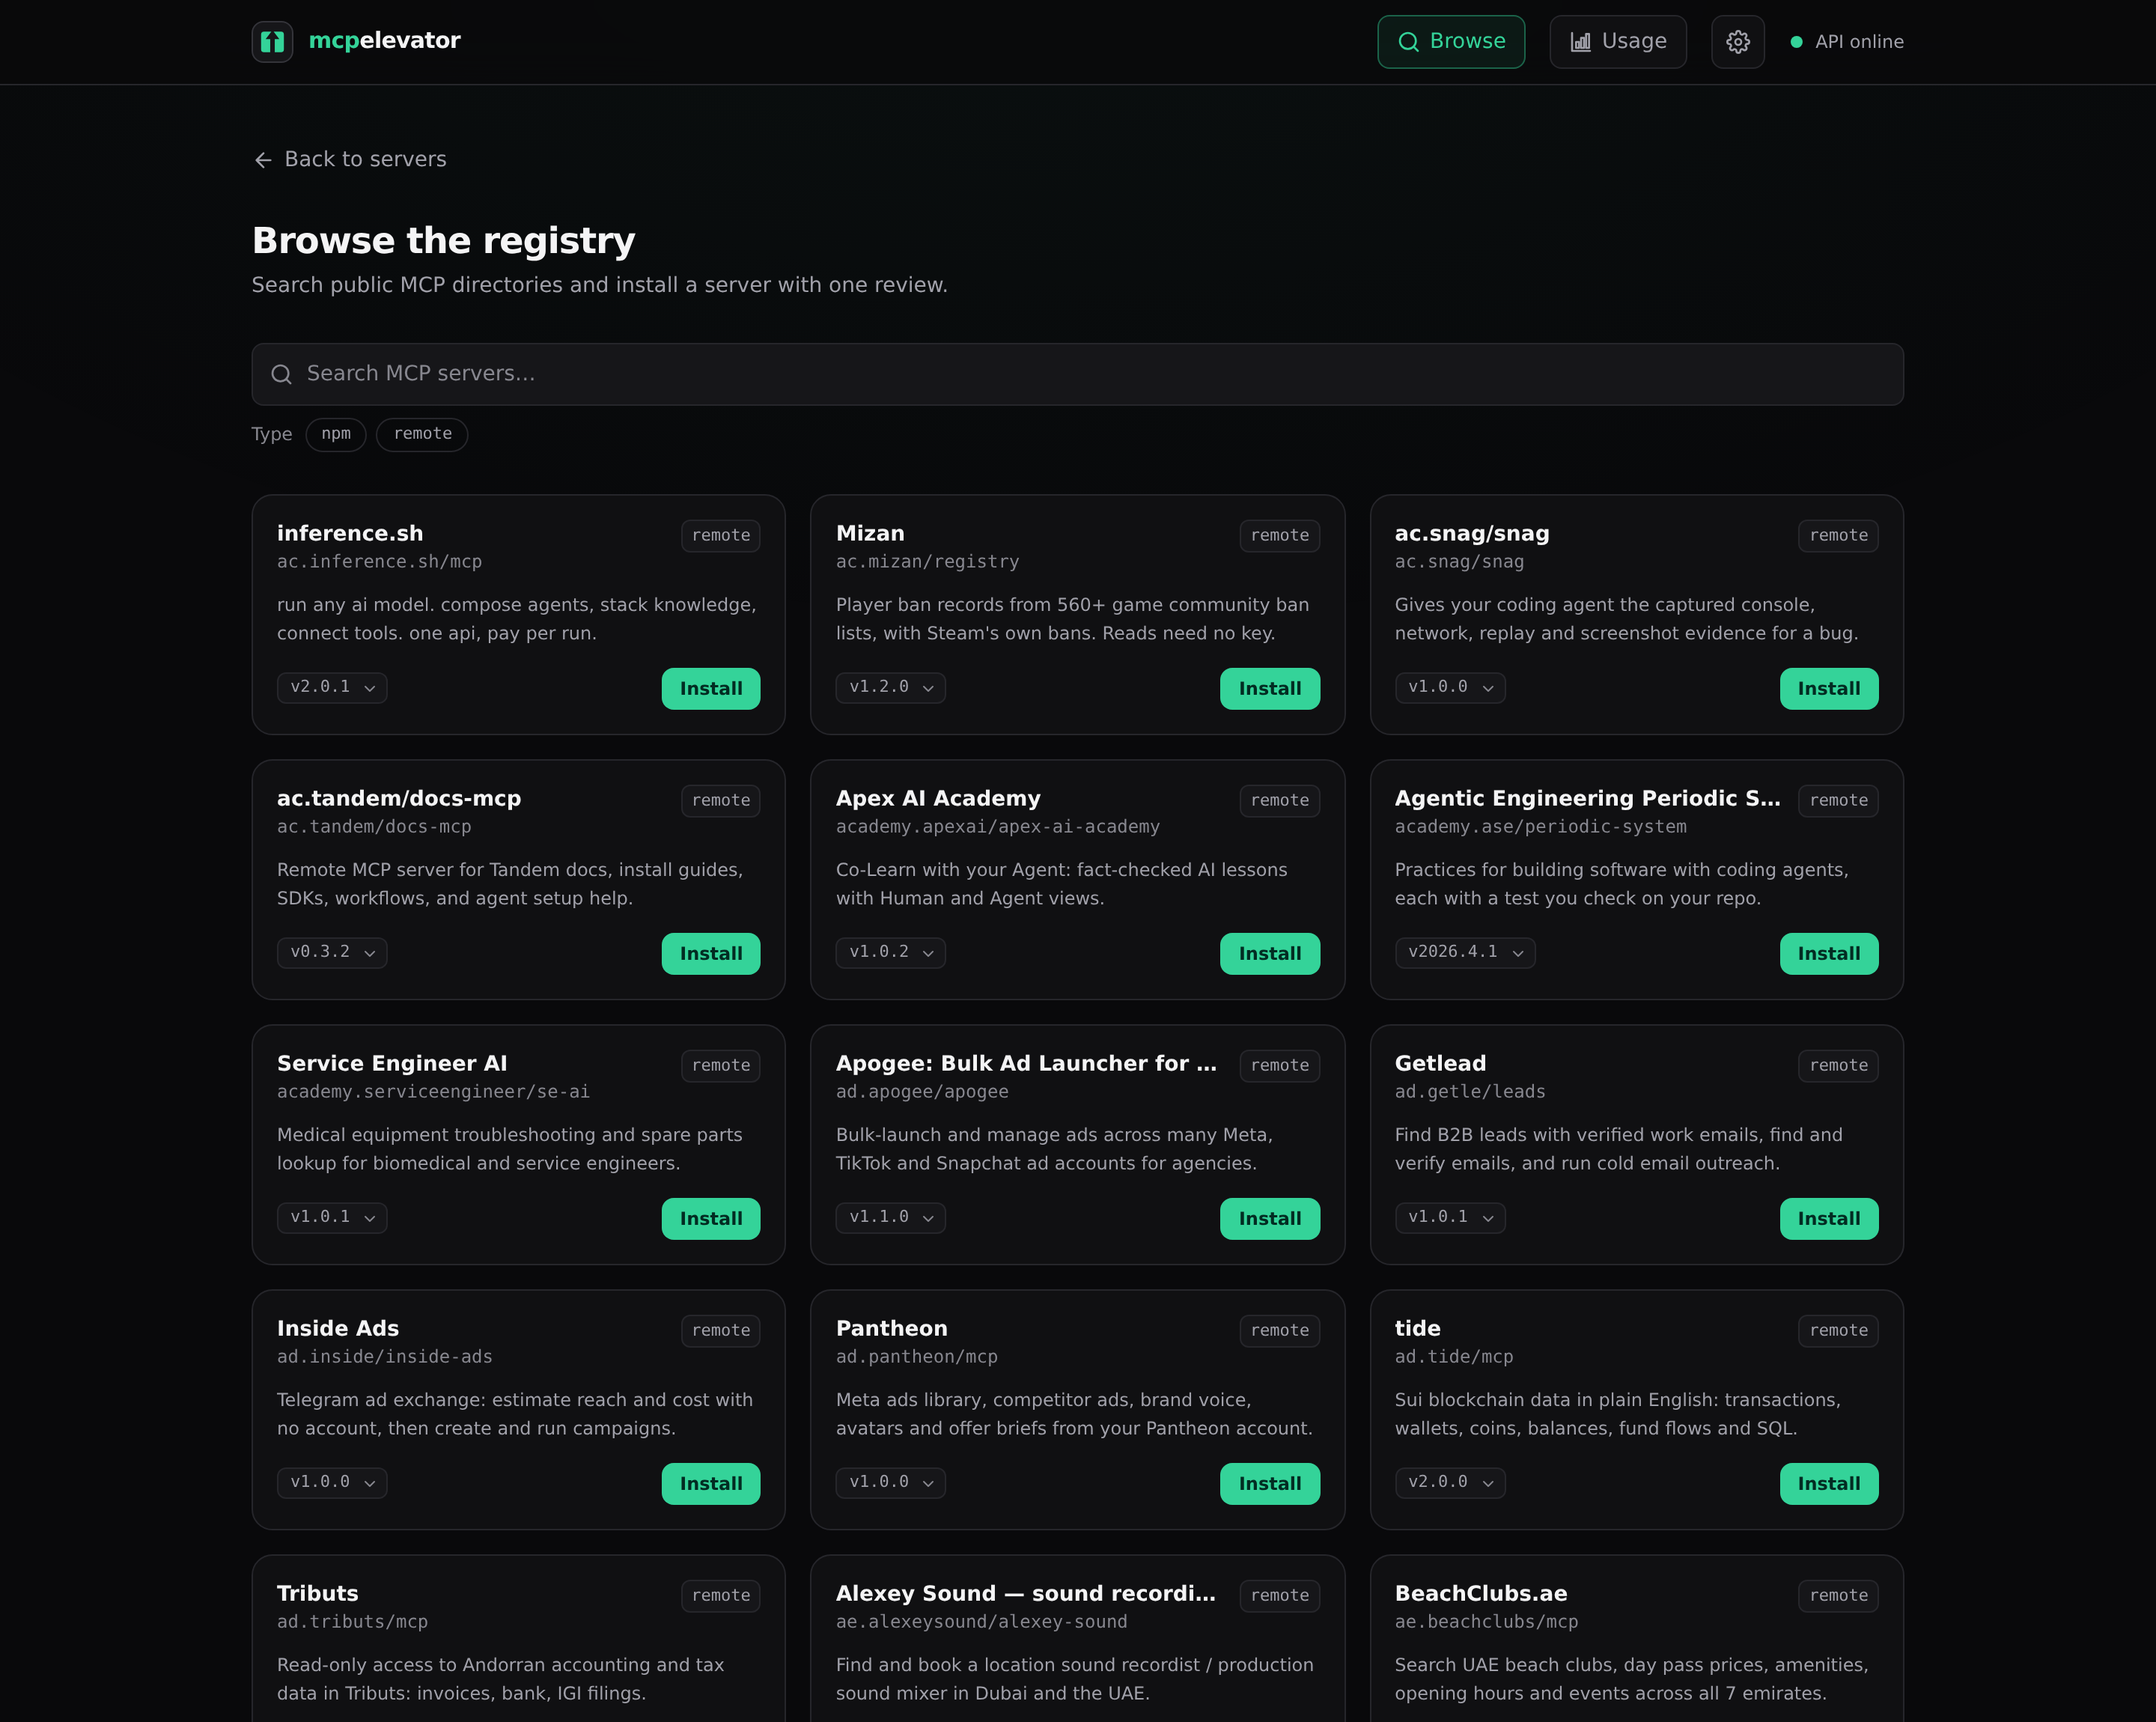 mcpelevator
Browse
Usage
API online
Back to servers
Browse the registry
Search public MCP directories and install a server with one review.
Search MCP servers...
Type npm remote
inference.sh remote
ac.inference.sh/mcp
run any ai model. compose agents, stack knowledge,
connect tools. one api, pay per run.
v2.0.1 Install
Mizan remote
ac.mizan/registry
Player ban records from 560+ game community ban
lists, with Steam's own bans. Reads need no key.
v1.2.0 Install
ac.snag/snag remote
ac.snag/snag
Gives your coding agent the captured console,
network, replay and screenshot evidence for a bug.
v1.0.0 Install
ac.tandem/docs-mcp remote
ac.tandem/docs-mcp
Remote MCP server for Tandem docs, install guides,
SDKs, workflows, and agent setup help.
v0.3.2 Install
Apex AI Academy remote
academy.apexai/apex-ai-academy
Co-Learn with your Agent: fact-checked AI lessons
with Human and Agent views.
v1.0.2 Install
Agentic Engineering Periodic S... remote
academy.ase/periodic-system
Practices for building software with coding agents,
each with a test you check on your repo.
v2026.4.1 Install
Service Engineer AI remote
academy.serviceengineer/se-ai
Medical equipment troubleshooting and spare parts
lookup for biomedical and service engineers.
v1.0.1 Install
Apogee: Bulk Ad Launcher for ... remote
ad.apogee/apogee
Bulk-launch and manage ads across many Meta,
TikTok and Snapchat ad accounts for agencies.
v1.1.0 Install
Getlead remote
ad.getle/leads
Find B2B leads with verified work emails, find and
verify emails, and run cold email outreach.
v1.0.1 Install
Inside Ads remote
ad.inside/inside-ads
Telegram ad exchange: estimate reach and cost with
no account, then create and run campaigns.
v1.0.0 Install
Pantheon remote
ad.pantheon/mcp
Meta ads library, competitor ads, brand voice,
avatars and offer briefs from your Pantheon account.
v1.0.0 Install
tide remote
ad.tide/mcp
Sui blockchain data in plain English: transactions,
wallets, coins, balances, fund flows and SQL.
v2.0.0 Install
Tributs remote
ad.tributs/mcp
Read-only access to Andorran accounting and tax
data in Tributs: invoices, bank, IGI filings.
Alexey Sound — sound recordi... remote
ae.alexeysound/alexey-sound
Find and book a location sound recordist / production
sound mixer in Dubai and the UAE.
BeachClubs.ae remote
ae.beachclubs/mcp
Search UAE beach clubs, day pass prices, amenities,
opening hours and events across all 7 emirates.